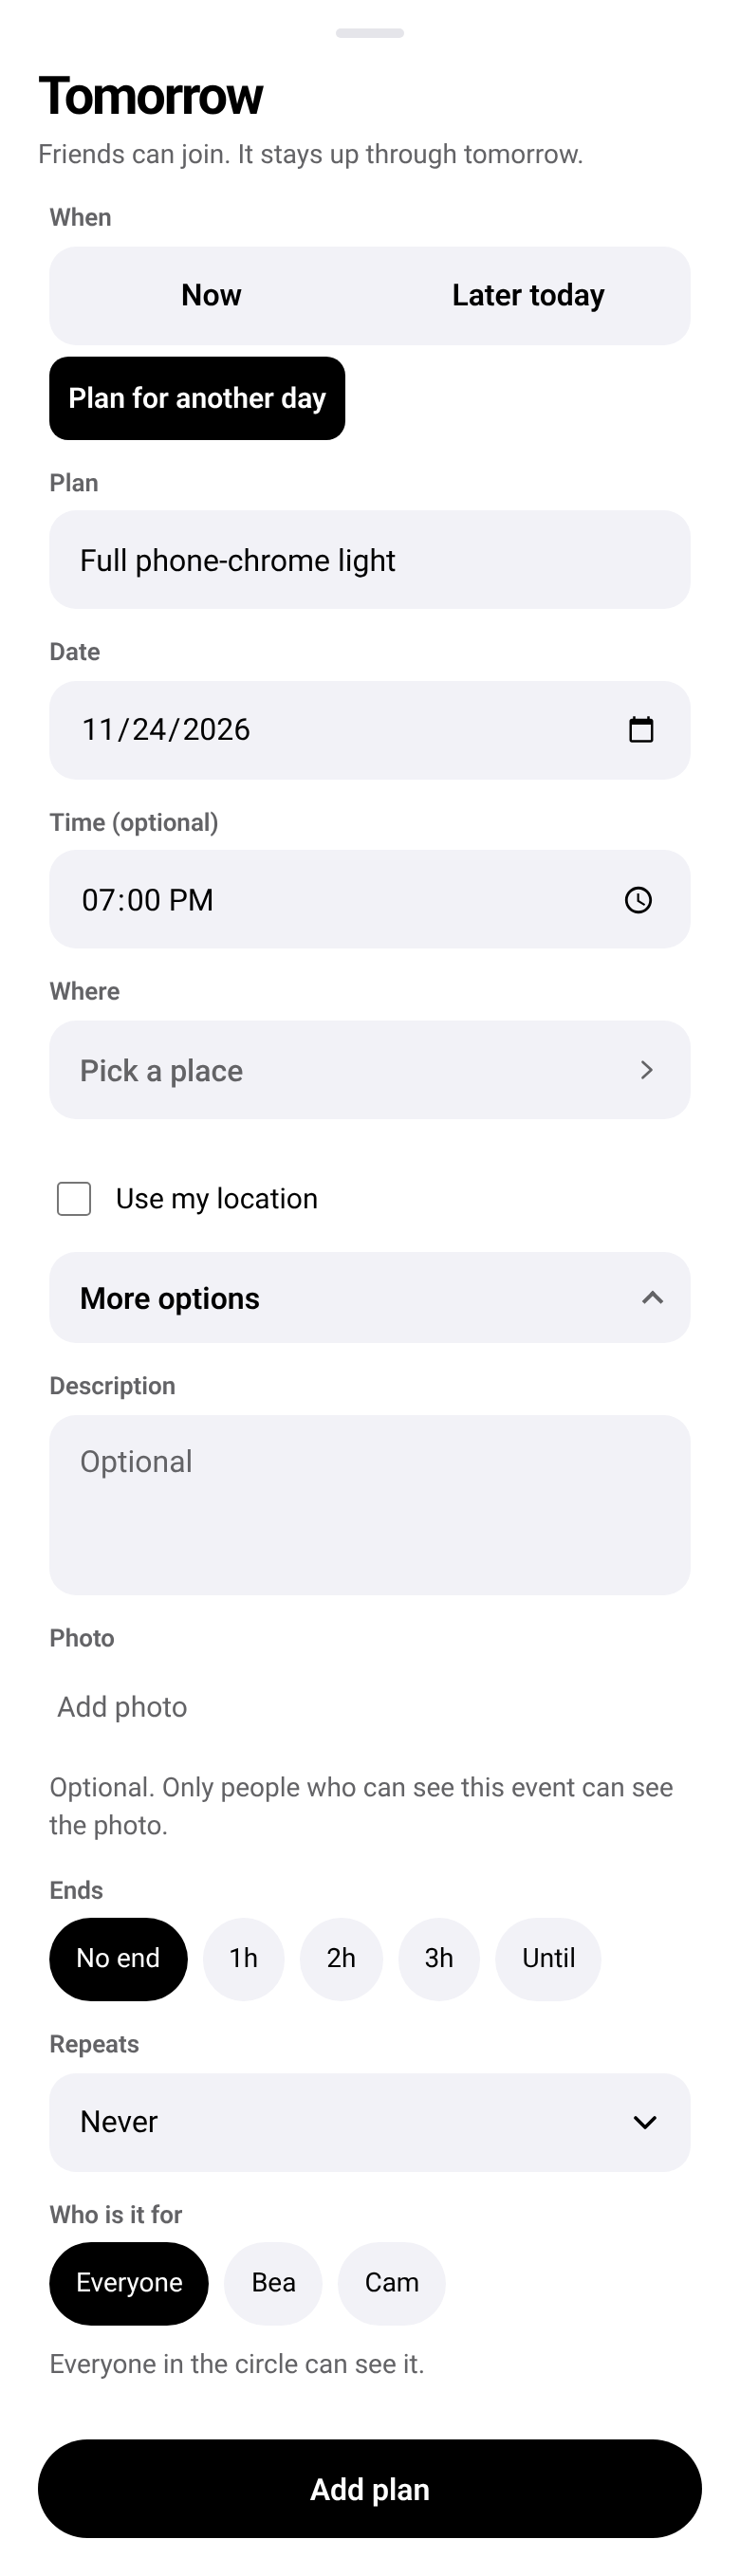 Tomorrow
Friends can join. It stays up through tomorrow.
When
Now Later today
Plan for another day
Plan
Full phone-chrome light
Date
11/24/2026
Time (optional)
07:00 PM
Where
Pick a place
Use my location
More options
Description
Optional
Photo
Add photo
Optional. Only people who can see this event can see
the photo.
Ends
No end 1h 2h 3h Until
Repeats
Never
Who is it for
Everyone Bea Cam
Everyone in the circle can see it.
Add plan